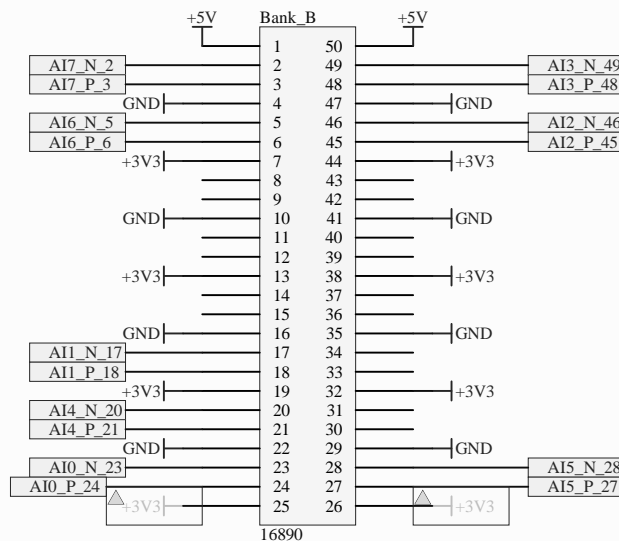 +5V Bank_B +5V
1 50
AI7_N_2 2 49 AI3_N_49
AI7_P_3 3 48 AI3_P_48
GND 4 47 GND
AI6_N_5 5 46 AI2_N_46
AI6_P_6 6 45 AI2_P_45
+3V3 7 44 +3V3
8 43
9 42
GND 10 41 GND
11 40
12 39
+3V3 13 38 +3V3
14 37
15 36
GND 16 35 GND
AI1_N_17 17 34
AI1_P_18 18 33
+3V3 19 32 +3V3
AI4_N_20 20 31
AI4_P_21 21 30
GND 22 29 GND
AI0_N_23 23 28 AI5_N_28
AI0_P_24 24 27 AI5_P_27
+3V3 25 26 +3V3
16890